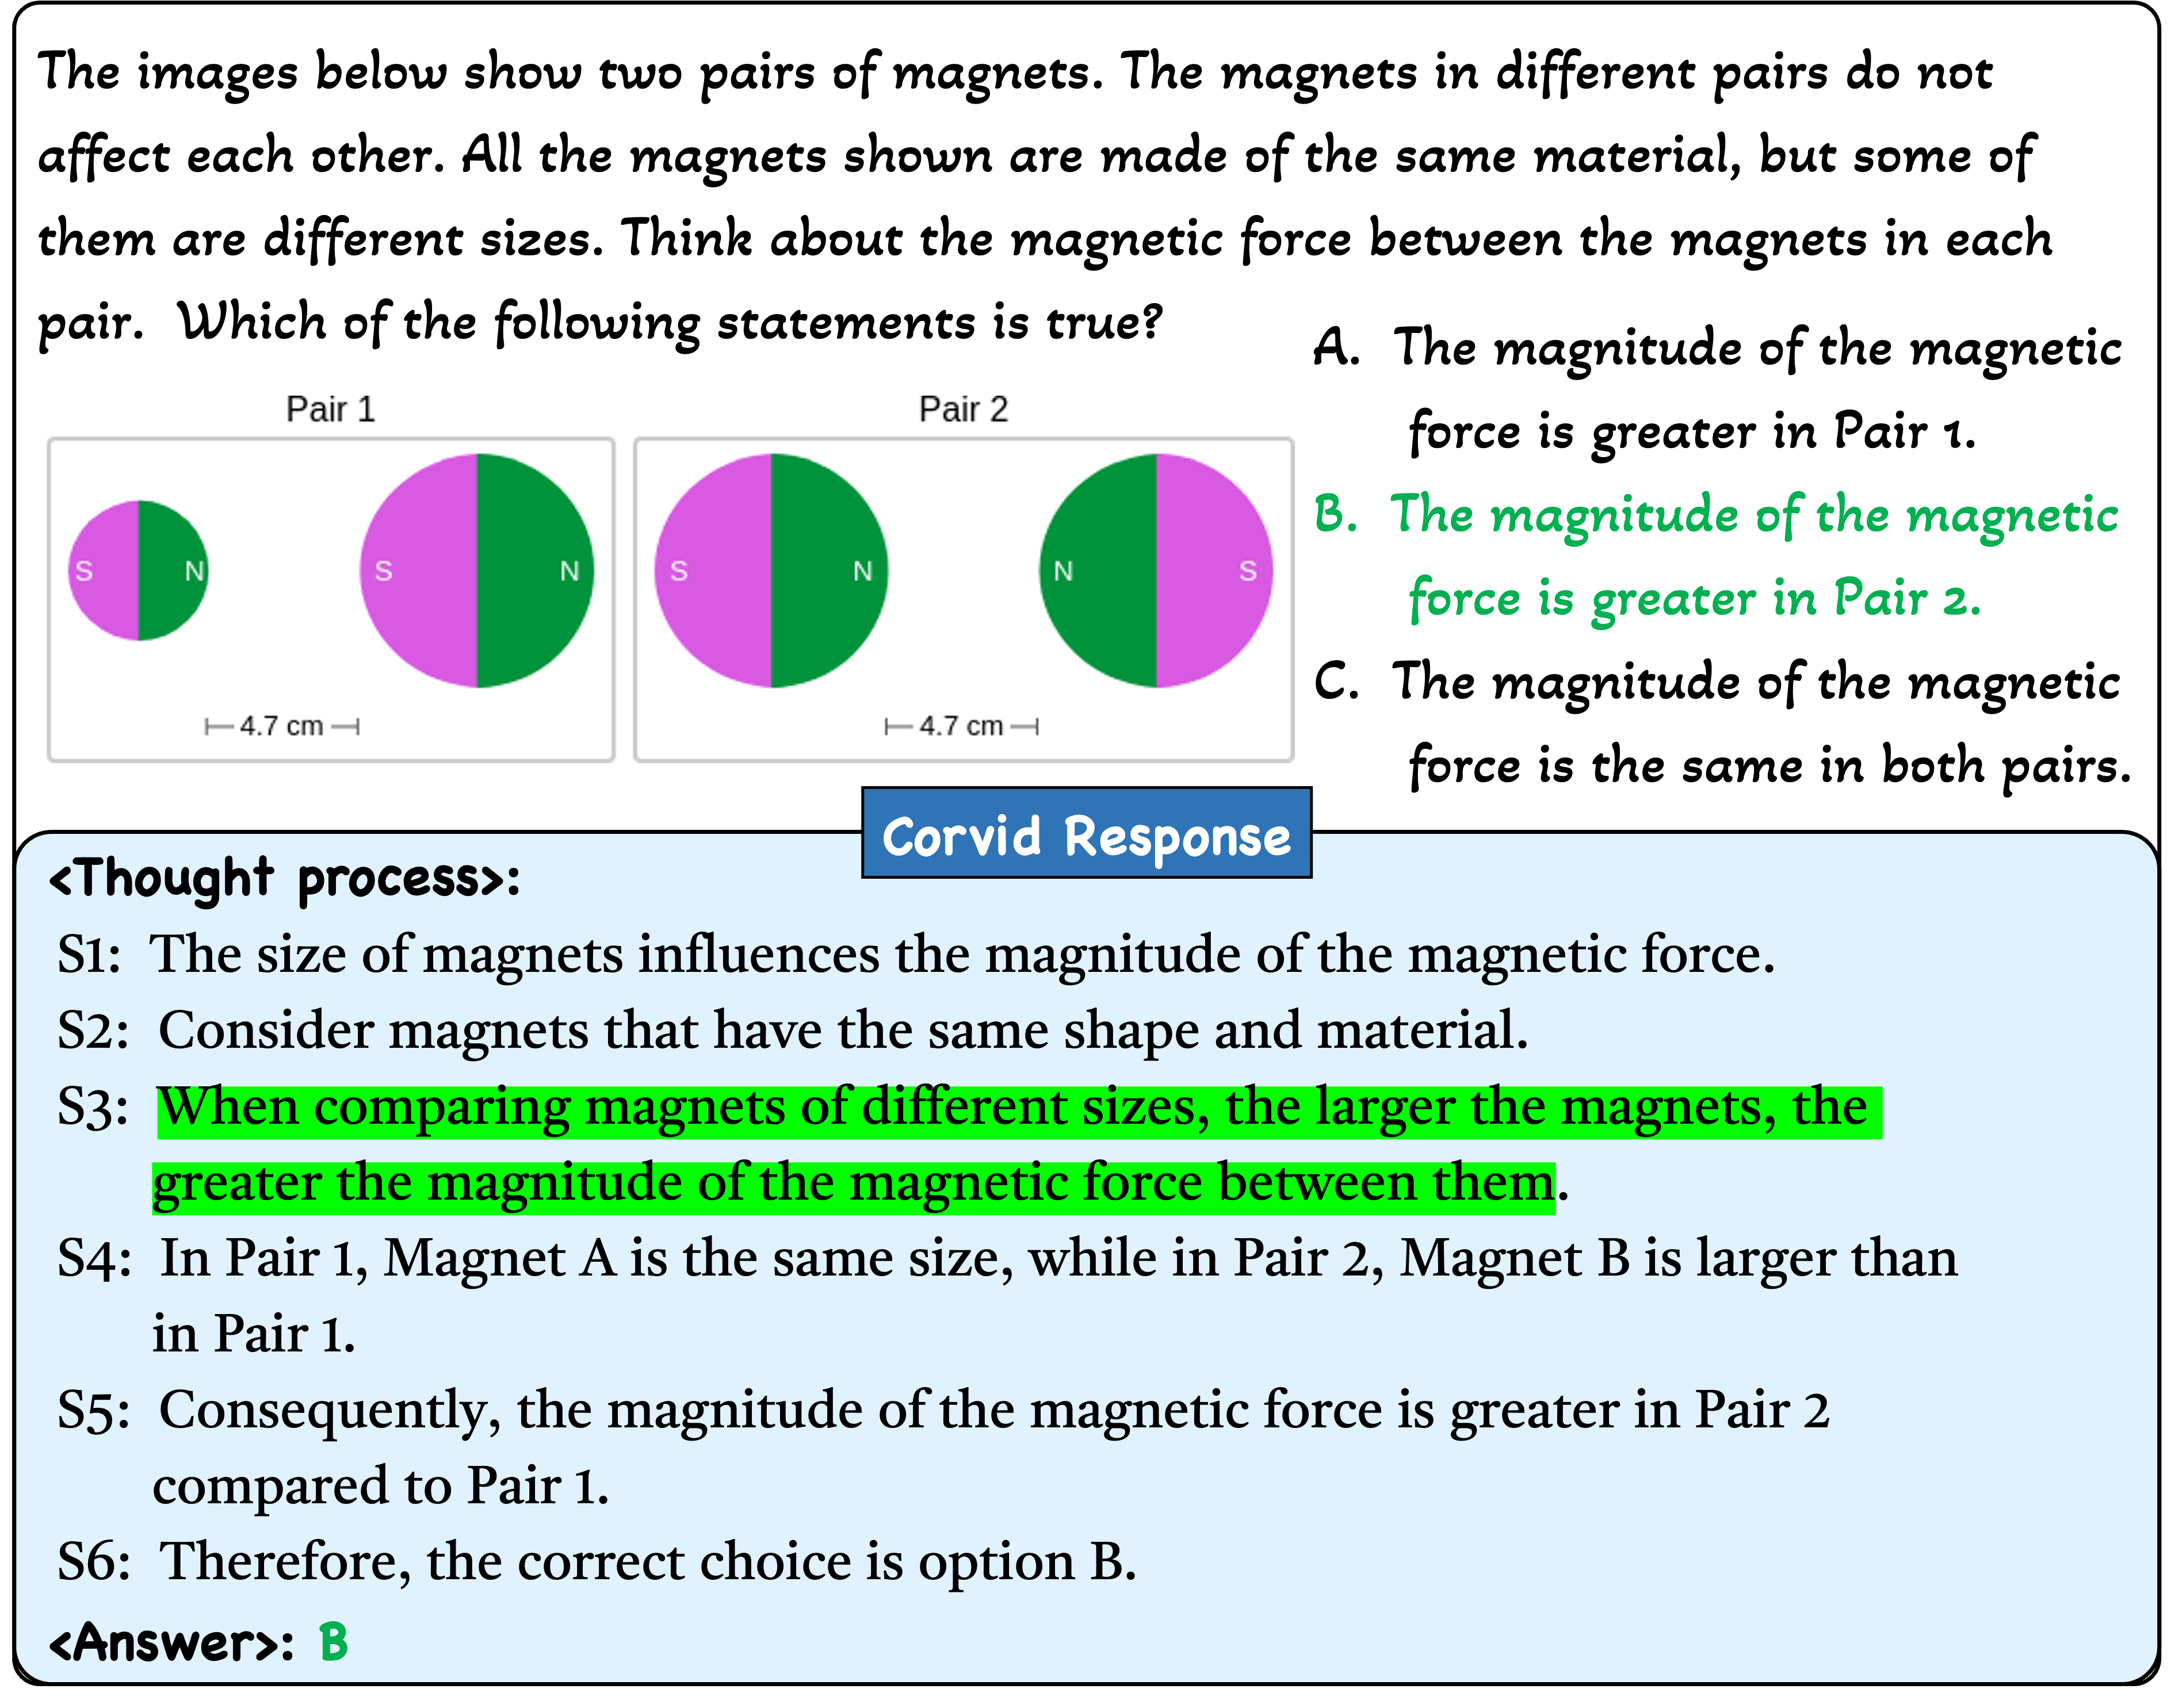 The images below show two pairs of magnets. The magnets in different pairs do not
affect each other. All the magnets shown are made of the same material, but some of
them are different sizes. Think about the magnetic force between the magnets in each
pair.  Which of the following statements is true?
Pair 1
S N S N
4.7 cm
Pair 2
S N N S
4.7 cm
A. The magnitude of the magnetic
force is greater in Pair 1.
B. The magnitude of the magnetic
force is greater in Pair 2.
C. The magnitude of the magnetic
force is the same in both pairs.
Corvid Response
<Thought process>:
S1: The size of magnets influences the magnitude of the magnetic force.
S2: Consider magnets that have the same shape and material.
S3: When comparing magnets of different sizes, the larger the magnets, the
greater the magnitude of the magnetic force between them.
S4: In Pair 1, Magnet A is the same size, while in Pair 2, Magnet B is larger than
in Pair 1.
S5: Consequently, the magnitude of the magnetic force is greater in Pair 2
compared to Pair 1.
S6: Therefore, the correct choice is option B.
<Answer>: B